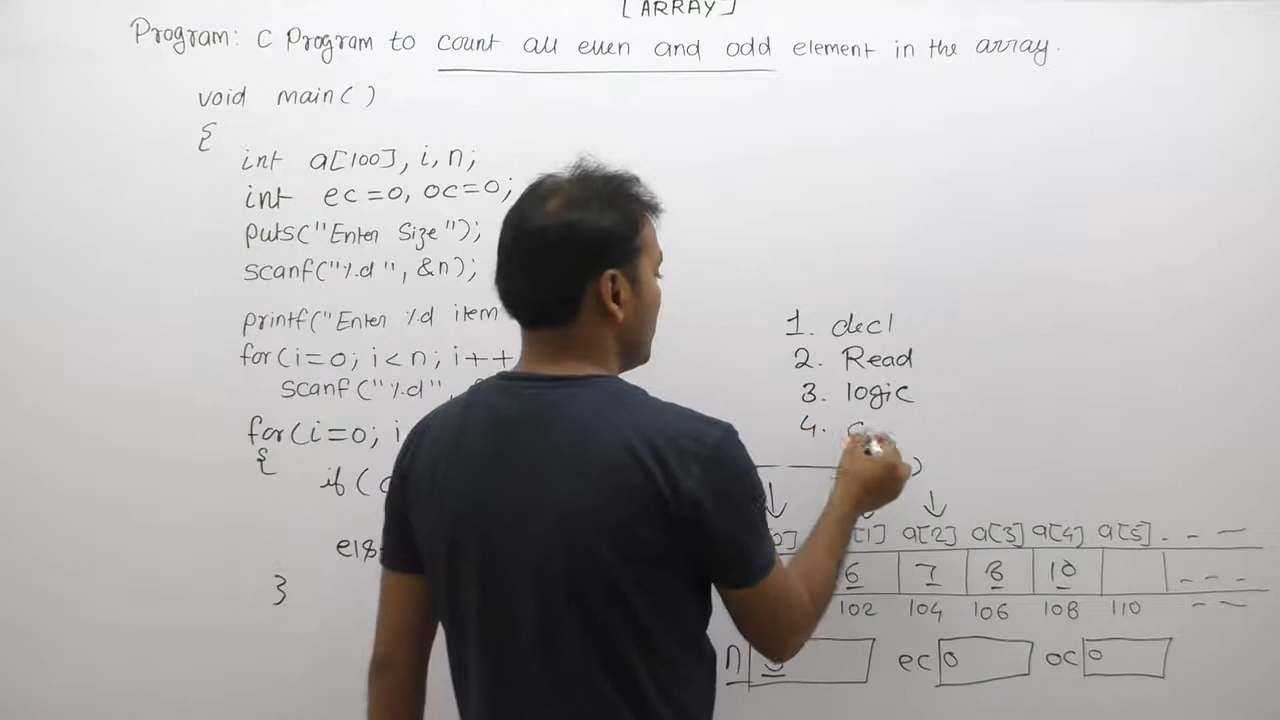 [ARRAY]
Program: C Program to count all even and odd element in the array.
void main( )
{
int a[100], i, n;
int ec=0, oc=0;
puts("Enter Size");
scanf("%d", &n);
printf("Enter %d item
for(i=0; i<n; i++
scanf("%d",
for(i=0; i
{
if(
}
1. decl
2. Read
3. logic
4.
a[2] a[3] a[4] a[5] . - -
6 7 8 10 - - -
102 104 106 108 110 - -
n ec 0 oc 0